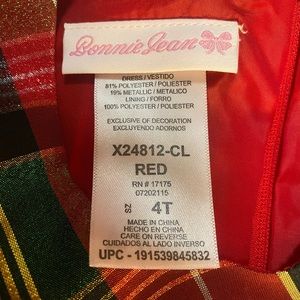 Bonnie Jean
DRESS / VESTIDO
81% POLYESTER / POLIESTER
19% METALLIC / METALICO
LINING / FORRO
100% POLYESTER / POLIESTER
EXCLUSIVE OF DECORATION
EXCLUYENDO ADORNOS
X24812-CL
RED
RN # 17175
07202115
SZ 4T
MADE IN CHINA
HECHO EN CHINA
CARE ON REVERSE
CUIDADOS AL LADO INVERSO
UPC - 191539845832